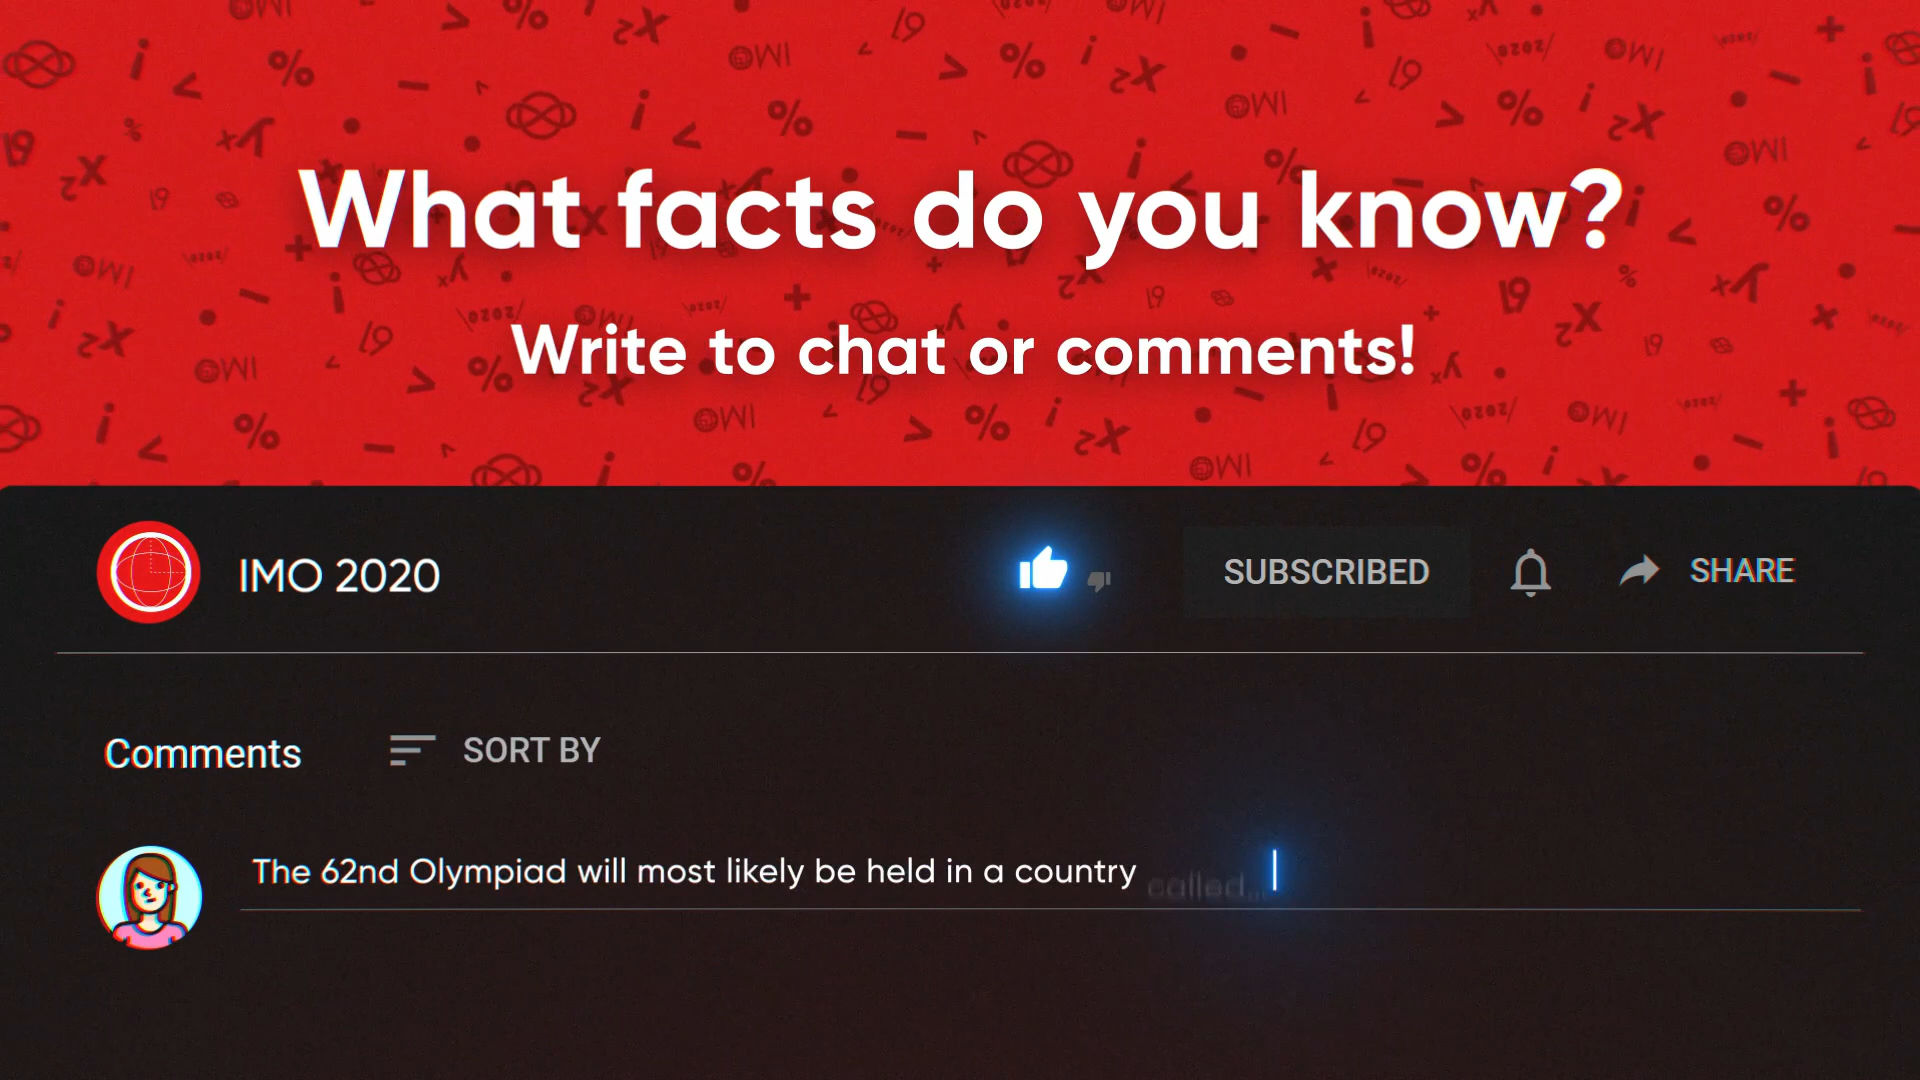 What facts do you know?
Write to chat or comments!
IMO 2020
SUBSCRIBED
SHARE
Comments
SORT BY
The 62nd Olympiad will most likely be held in a country called...